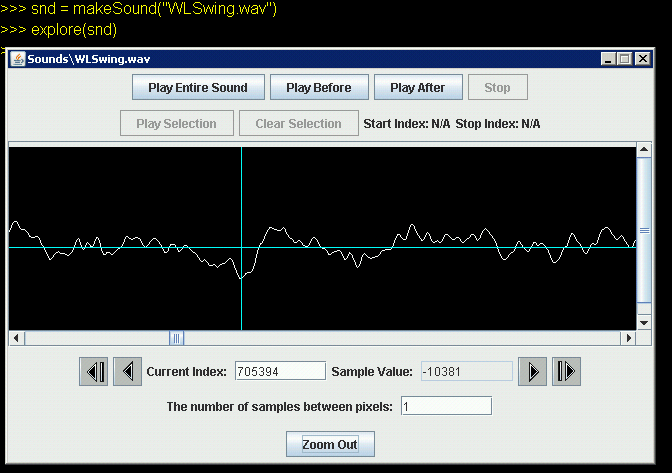 >>> snd = makeSound("WLSwing.wav")
>>> explore(snd)
Sounds\WLSwing.wav
Play Entire Sound Play Before Play After Stop
Play Selection Clear Selection Start Index: N/A Stop Index: N/A
Current Index: 705394 Sample Value: -10381
The number of samples between pixels: 1
Zoom Out